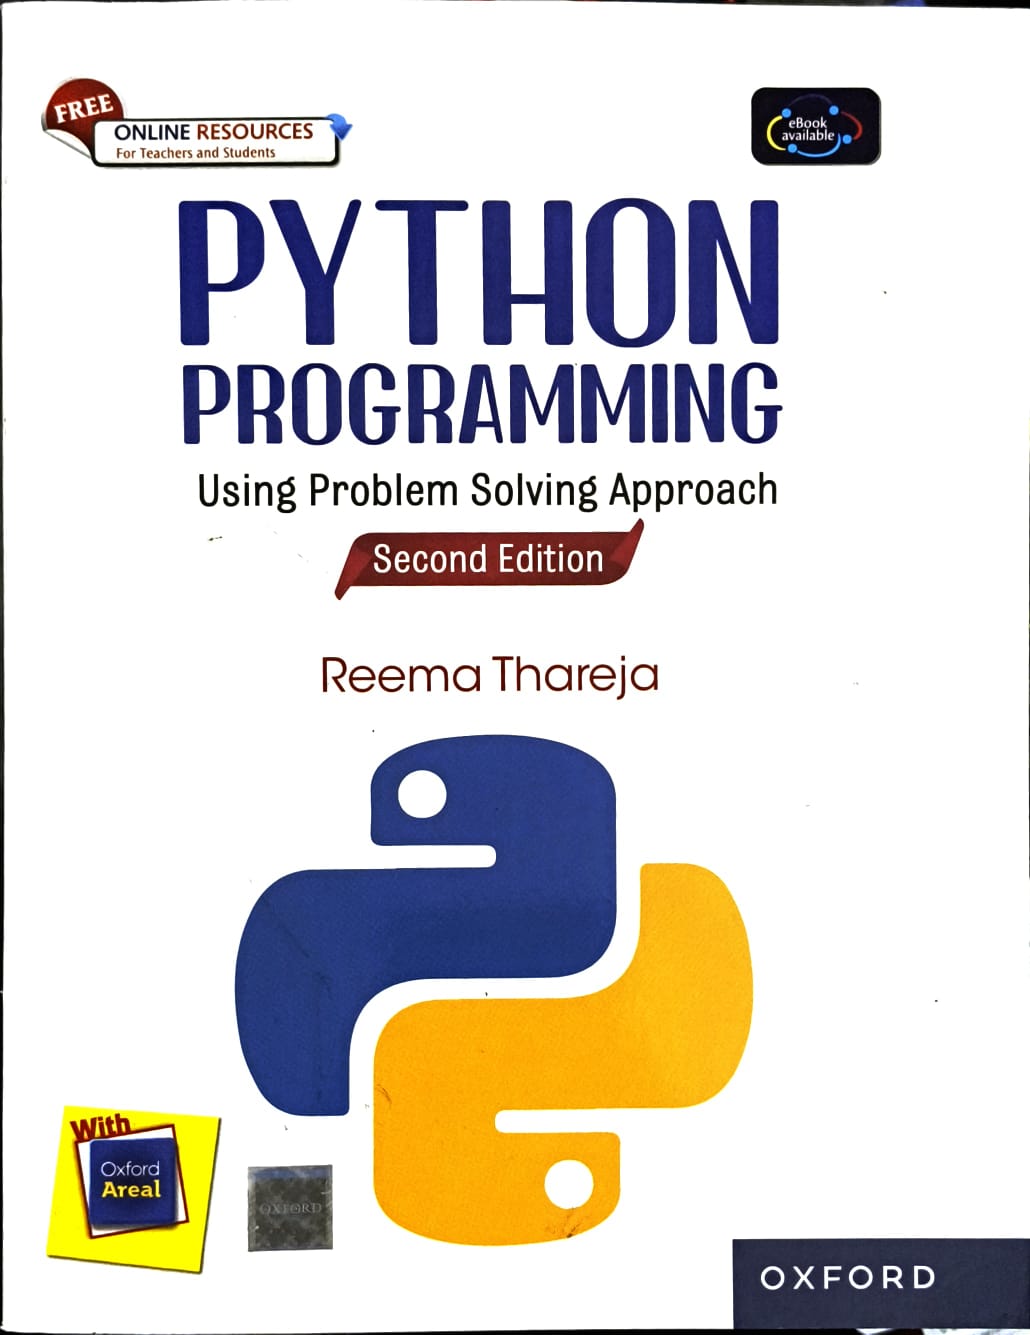 FREE
ONLINE RESOURCES
For Teachers and Students
eBook
available
PYTHON
PROGRAMMING
Using Problem Solving Approach
Second Edition
Reema Thareja
With
Oxford
Areal
OXFORD
OXFORD